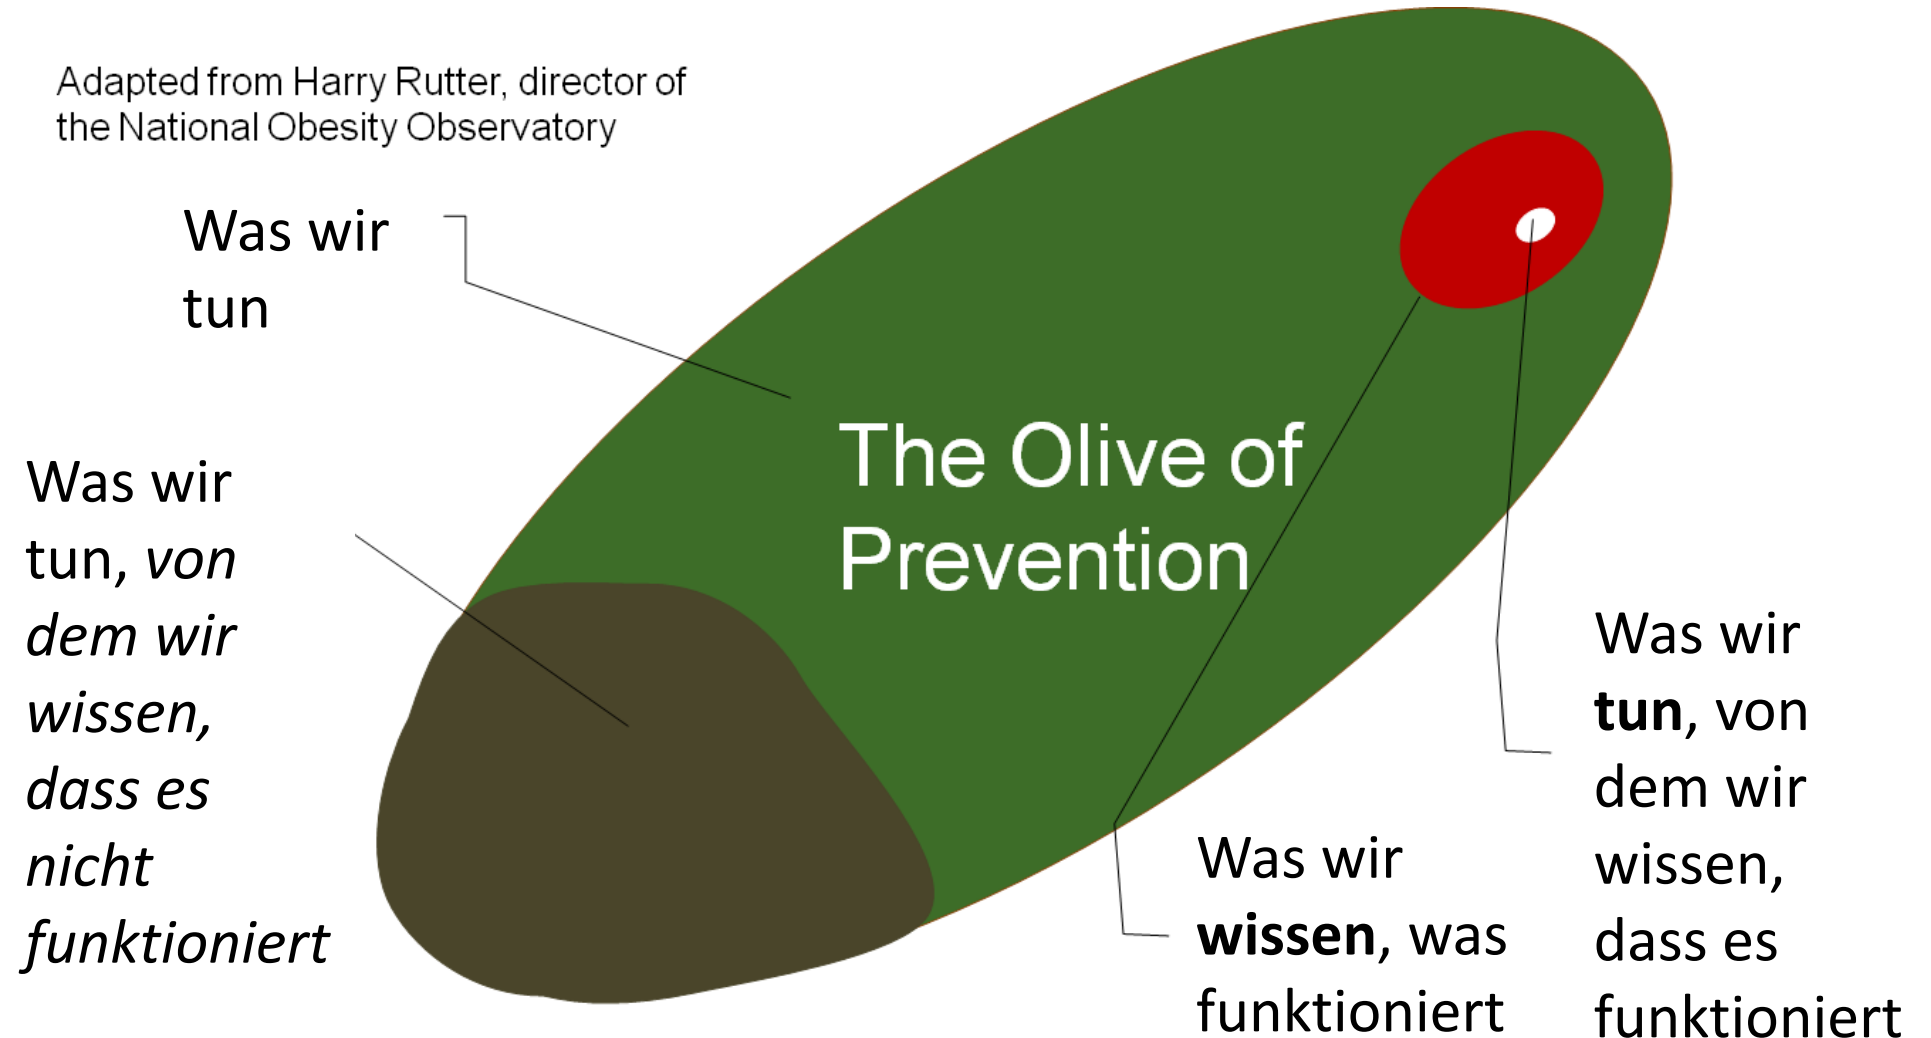 Adapted from Harry Rutter, director of
the National Obesity Observatory
Was wir
tun
Was wir
tun, von
dem wir
wissen,
dass es
nicht
funktioniert
The Olive of
Prevention
Was wir
wissen, was
funktioniert
Was wir
tun, von
dem wir
wissen,
dass es
funktioniert